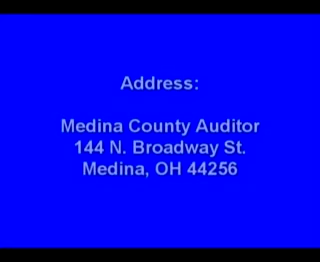 Address:
Medina County Auditor
144 N. Broadway St.
Medina, OH 44256